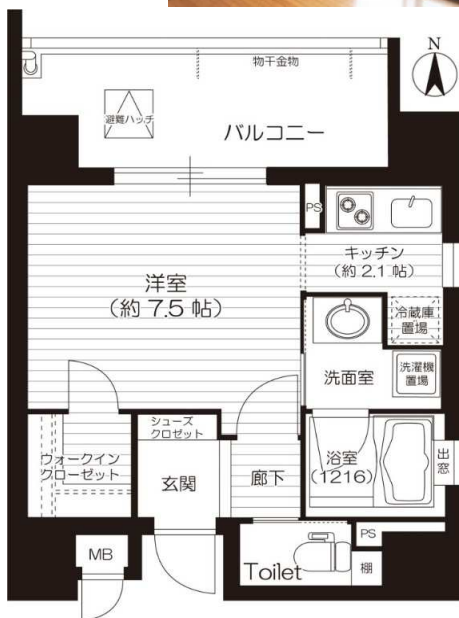 N
物干金物
避難ハッチ
バルコニー
PS
キッチン
(約 2.1 帖)
洋室
(約 7.5 帖)
冷蔵庫
置場
洗面室
洗濯機
置場
シューズ
クロゼット
ウォークイン
クローゼット
玄関
廊下
浴室
(1216)
出窓
MB
Toilet
PS
棚